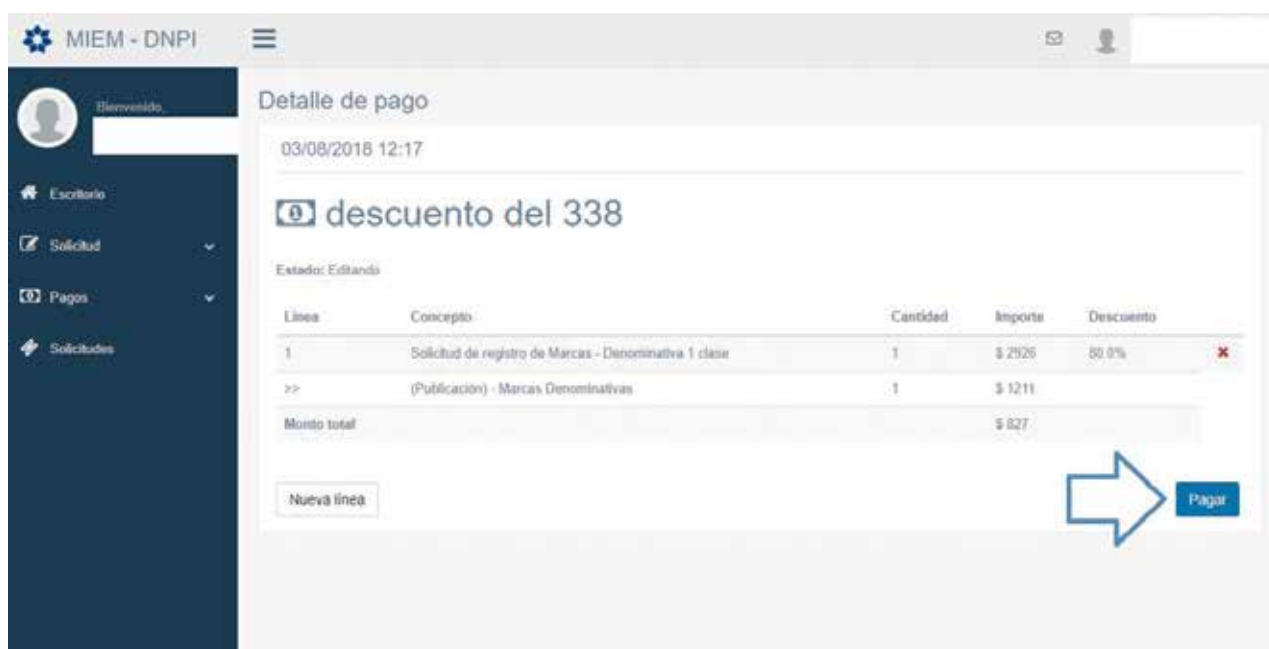 MIEM - DNPI
Bienvenido,
Escritorio
Solicitud
Pagos
Solicitudes
Detalle de pago
03/08/2018 12:17
descuento del 338
Estado: Editando
Línea Concepto Cantidad Importe Descuento
1 Solicitud de registro de Marcas - Denominativa 1 clase 1 $ 2926 80.0%
>> (Publicación) - Marcas Denominativas 1 $ 1211
Monto total $ 827
Nueva línea
Pagar